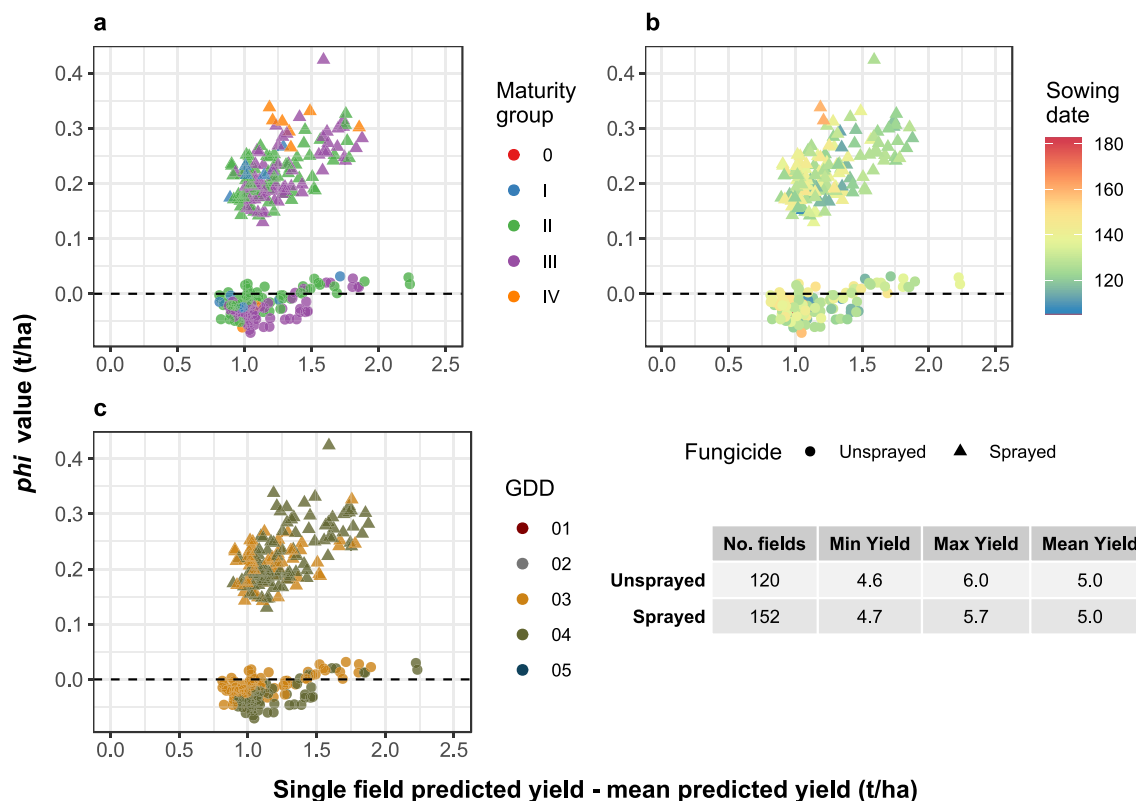 a
0.4
0.3
0.2
0.1
0.0
0.0 0.5 1.0 1.5 2.0 2.5
Maturity
group
0
I
II
III
IV
b
0.4
0.3
0.2
0.1
0.0
0.0 0.5 1.0 1.5 2.0 2.5
Sowing
date
180
160
140
120
phi value (t/ha)
c
0.4
0.3
0.2
0.1
0.0
0.0 0.5 1.0 1.5 2.0 2.5
GDD
01
02
03
04
05
Fungicide Unsprayed Sprayed
No. fields Min Yield Max Yield Mean Yield
Unsprayed 120 4.6 6.0 5.0
Sprayed 152 4.7 5.7 5.0
Single field predicted yield - mean predicted yield (t/ha)